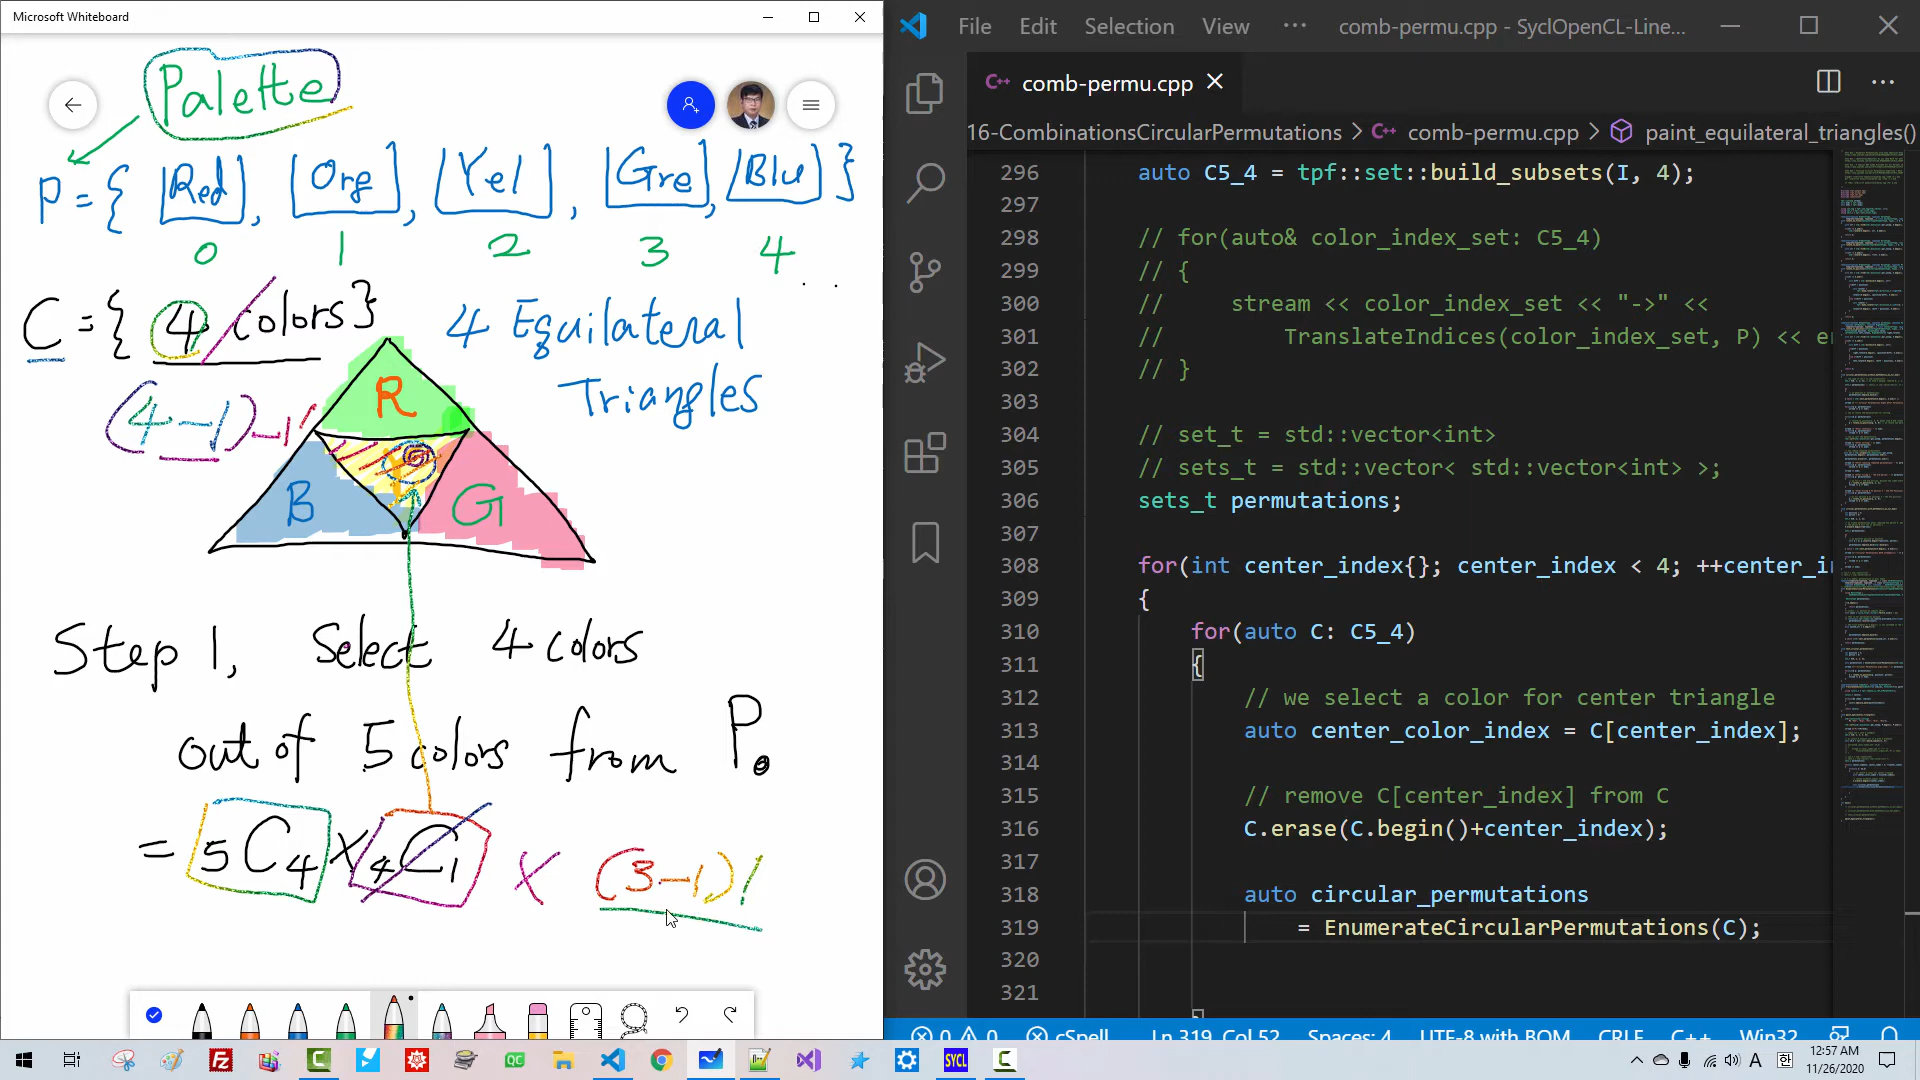 Microsoft Whiteboard
Palette
P = { Red, Org, Yel, Gre, Blu }
0 1 2 3 4
C = { 4 Colors }
4 Equilateral
Triangles
(4-1)-1!
R
B
G
Step 1, Select 4 colors
out of 5 colors from P.
= 5C4 X 4C1 X (3-1)!
File Edit Selection View ··· comb-permu.cpp - SyclOpenCL-Line...
comb-permu.cpp
16-CombinationsCircularPermutations > comb-permu.cpp > paint_equilateral_triangles()
296 auto C5_4 = tpf::set::build_subsets(I, 4);
297
298 // for(auto& color_index_set: C5_4)
299 // {
300 //     stream << color_index_set << "->" <<
301 //         TranslateIndices(color_index_set, P) << e
302 // }
303
304 // set_t = std::vector<int>
305 // sets_t = std::vector< std::vector<int> >;
306 sets_t permutations;
307
308 for(int center_index{}; center_index < 4; ++center_i
309 {
310     for(auto C: C5_4)
311     {
312         // we select a color for center triangle
313         auto center_color_index = C[center_index];
314
315         // remove C[center_index] from C
316         C.erase(C.begin()+center_index);
317
318         auto circular_permutations
319             = EnumerateCircularPermutations(C);
320
321
0 0 cSpell Ln 319, Col 52 Spaces: 4 UTF-8 with BOM CRLF C++ Win32
QC SYCL A 한 12:57 AM
11/26/2020